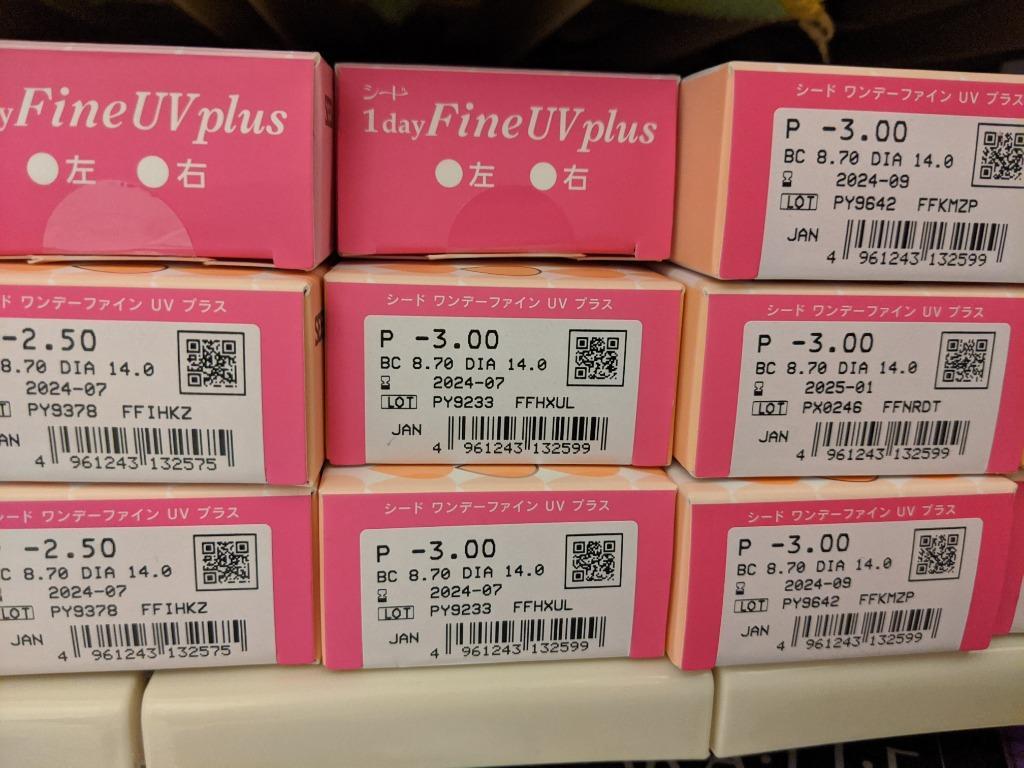 Fine UV plus
左 右
シード
1day Fine UV plus
左 右
シード ワンデーファイン UV プラス
P -3.00
BC 8.70 DIA 14.0
2024-09
LOT PY9642 FFKMZP
JAN
4 961243 132599
ワンデーファイン UV プラス
-2.50
8.70 DIA 14.0
2024-07
PY9378 FFIHKZ
4 961243 132575
シード ワンデーファイン UV プラス
P -3.00
BC 8.70 DIA 14.0
2024-07
LOT PY9233 FFHXUL
JAN
4 961243 132599
シード ワンデーファイン UV プラス
P -3.00
BC 8.70 DIA 14.0
2025-01
LOT PX0246 FFNRDT
JAN
4 961243 132599
ワンデーファイン UV プラス
-2.50
8.70 DIA 14.0
2024-07
LOT PY9378 FFIHKZ
JAN
4 961243 132575
シード ワンデーファイン UV プラス
P -3.00
BC 8.70 DIA 14.0
2024-07
LOT PY9233 FFHXUL
JAN
4 961243 132599
シード ワンデーファイン UV プラス
P -3.00
BC 8.70 DIA 14.0
2024-09
LOT PY9642 FFKMZP
JAN
4 961243 132599